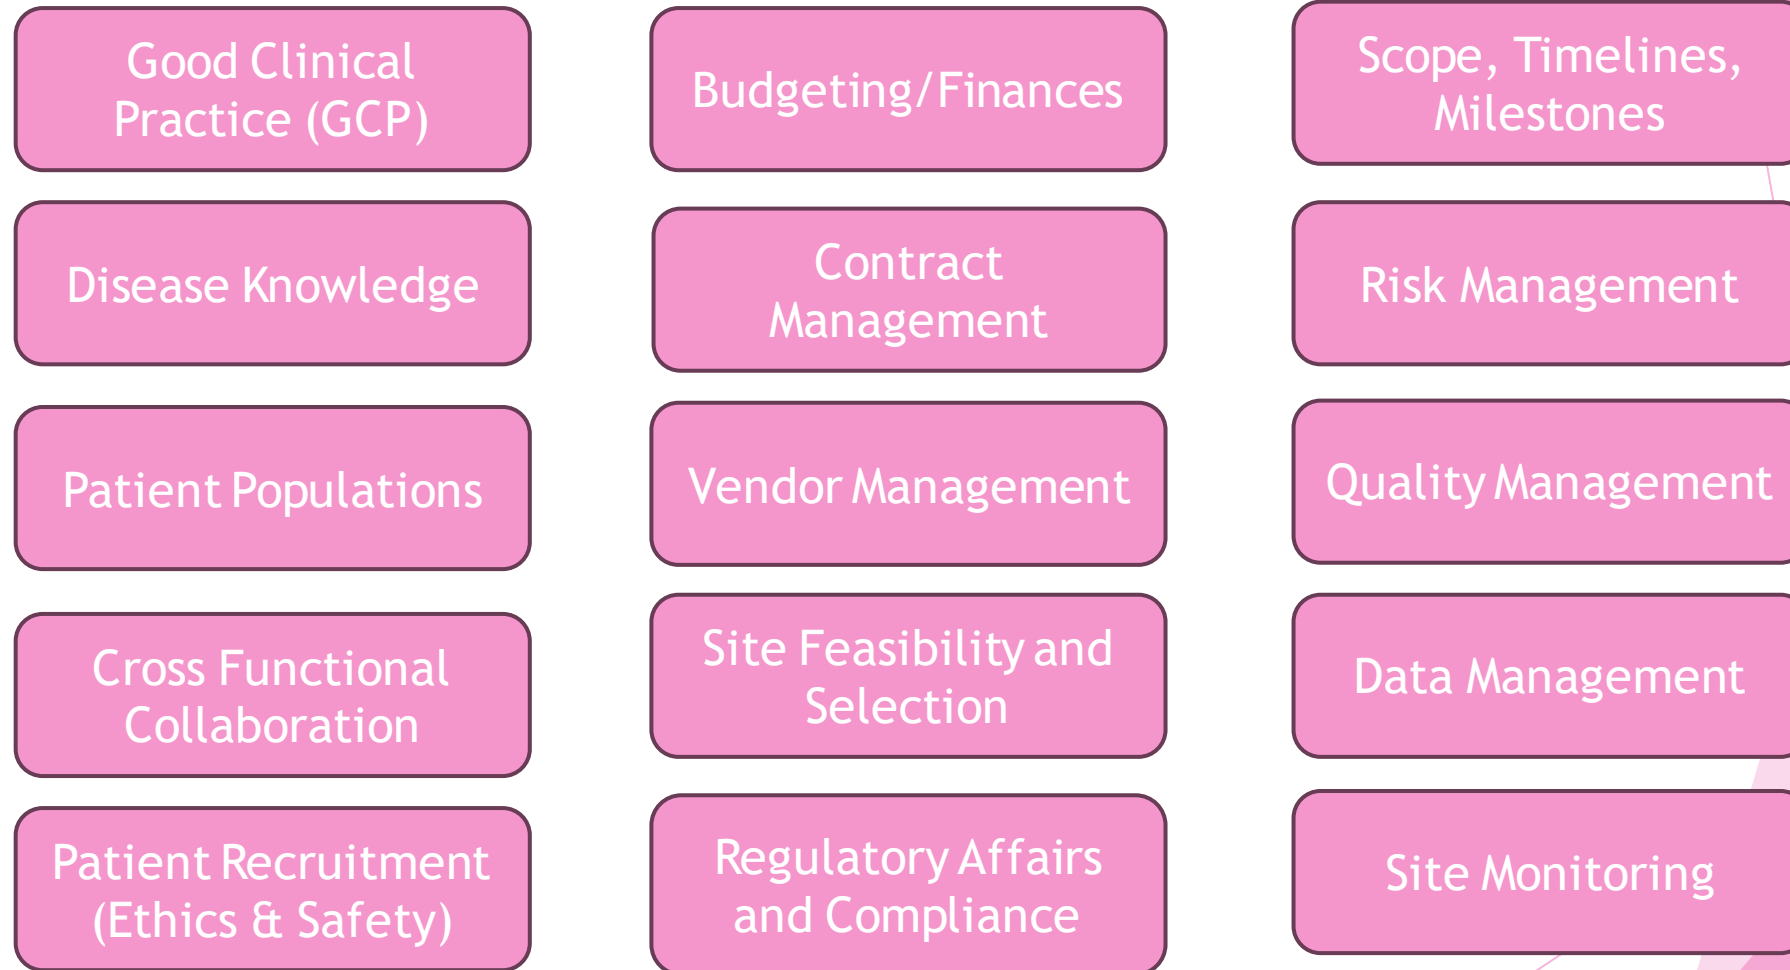 Good Clinical
Practice (GCP)
Disease Knowledge
Patient Populations
Cross Functional
Collaboration
Patient Recruitment
(Ethics & Safety)
Budgeting/Finances
Contract
Management
Vendor Management
Site Feasibility and
Selection
Regulatory Affairs
and Compliance
Scope, Timelines,
Milestones
Risk Management
Quality Management
Data Management
Site Monitoring